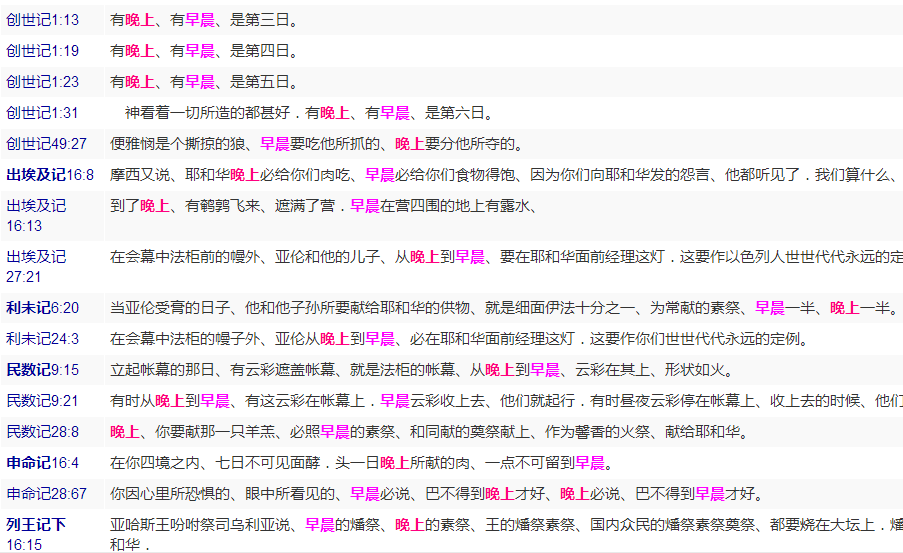 创世记1:13 有晚上、有早晨、是第三日。
创世记1:19 有晚上、有早晨、是第四日。
创世记1:23 有晚上、有早晨、是第五日。
创世记1:31 神看着一切所造的都甚好．有晚上、有早晨、是第六日。
创世记49:27 便雅悯是个撕掠的狼、早晨要吃他所抓的、晚上要分他所夺的。
出埃及记16:8 摩西又说、耶和华晚上必给你们肉吃、早晨必给你们食物得饱、因为你们向耶和华发的怨言、他都听见了．我们算什么、
出埃及记 到了晚上、有鹌鹑飞来、遮满了营．早晨在营四围的地上有露水、
16:13
出埃及记 在会幕中法柜前的幔外、亚伦和他的儿子、从晚上到早晨、要在耶和华面前经理这灯．这要作以色列人世世代代永远的定
27:21
利未记6:20 当亚伦受膏的日子、他和他子孙所要献给耶和华的供物、就是细面伊法十分之一、为常献的素祭、早晨一半、晚上一半。
利未记24:3 在会幕中法柜的幔子外、亚伦从晚上到早晨、必在耶和华面前经理这灯．这要作你们世世代代永远的定例。
民数记9:15 立起帐幕的那日、有云彩遮盖帐幕、就是法柜的帐幕、从晚上到早晨、云彩在其上、形状如火。
民数记9:21 有时从晚上到早晨、有这云彩在帐幕上．早晨云彩收上去、他们就起行．有时昼夜云彩停在帐幕上、收上去的时候、他们
民数记28:8 晚上、你要献那一只羊羔、必照早晨的素祭、和同献的奠祭献上、作为馨香的火祭、献给耶和华。
申命记16:4 在你四境之内、七日不可见面酵．头一日晚上所献的肉、一点不可留到早晨。
申命记28:67 你因心里所恐惧的、眼中所看见的、早晨必说、巴不得到晚上才好、晚上必说、巴不得到早晨才好。
列王记下 亚哈斯王吩咐祭司乌利亚说、早晨的燔祭、晚上的素祭、王的燔祭素祭、国内众民的燔祭素祭奠祭、都要烧在大坛上．燔
16:15 和华．